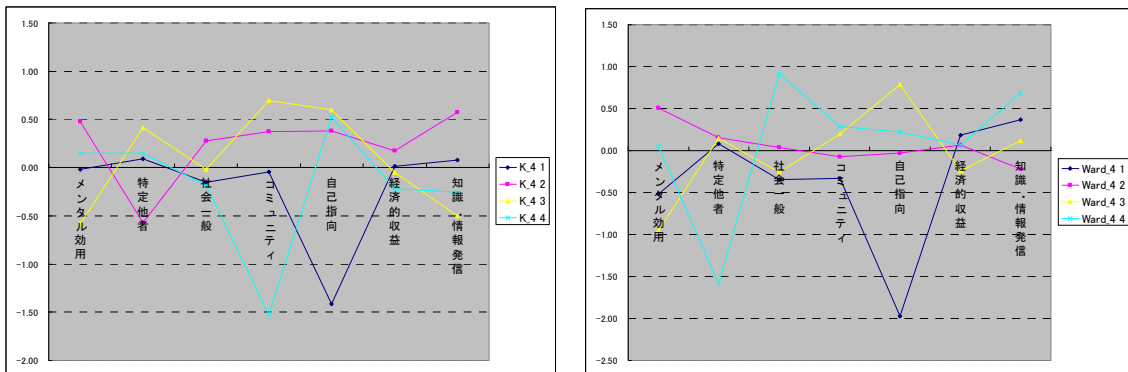 1.50
1.00
0.50
0.00
-0.50
-1.00
-1.50
-2.00
メンタル効用
特定他者
社会一般
コミュニティ
自己指向
経済的収益
知識・情報発信
K_4 1
K_4 2
K_4 3
K_4 4
1.50
1.00
0.50
0.00
-0.50
-1.00
-1.50
-2.00
-2.50
メンタル効用
特定他者
社会一般
コミュニティ
自己指向
経済的収益
知識・情報発信
Ward_4 1
Ward_4 2
Ward_4 3
Ward_4 4